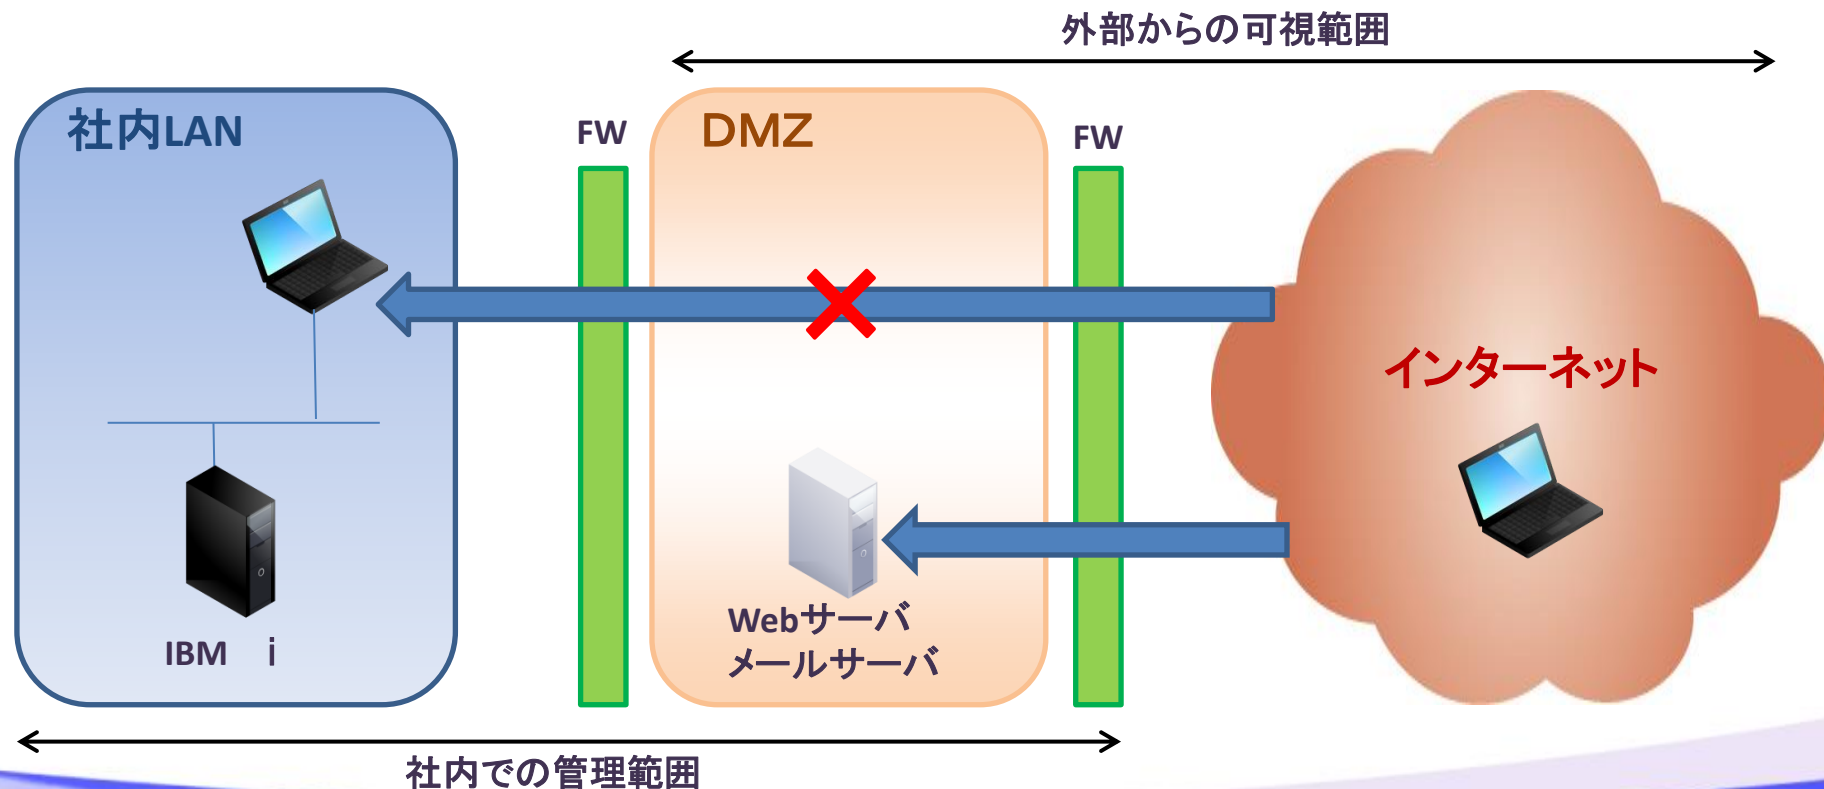 外部からの可視範囲
社内LAN
FW
DMZ
FW
インターネット
IBM i
Webサーバ
メールサーバ
社内での管理範囲